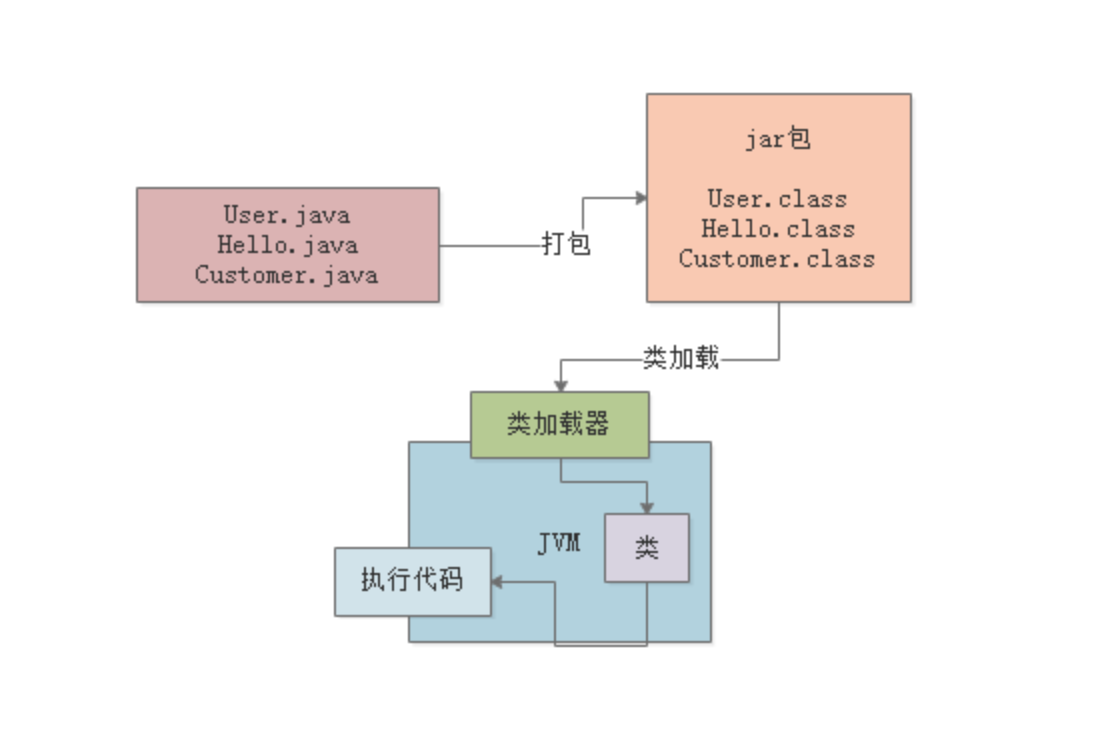 User.java
Hello.java
Customer.java
打包
jar包
User.class
Hello.class
Customer.class
类加载
类加载器
JVM
类
执行代码